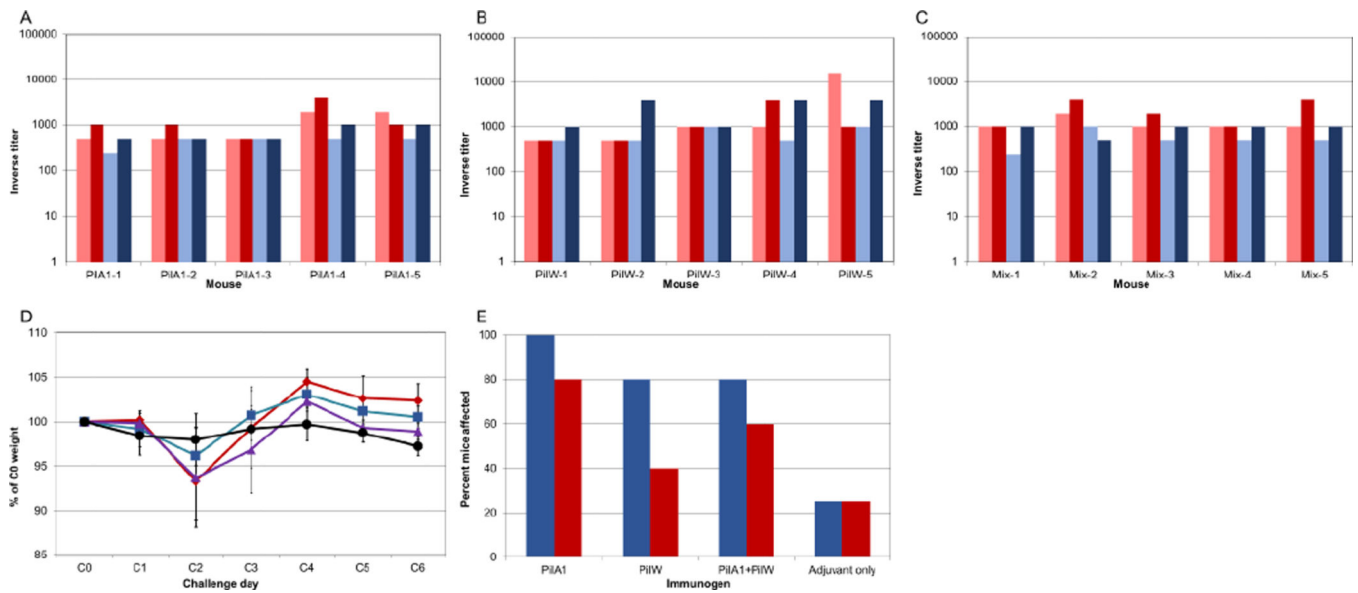 A
B
C
100000
10000
1000
100
10
1
Inverse titer
PilA1-1 PilA1-2 PilA1-3 PilA1-4 PilA1-5
Mouse
100000
10000
1000
100
10
1
Inverse titer
PilW-1 PilW-2 PilW-3 PilW-4 PilW-5
Mouse
100000
10000
1000
100
10
1
Inverse titer
Mix-1 Mix-2 Mix-3 Mix-4 Mix-5
Mouse
D
110
105
100
95
90
85
% of C0 weight
C0 C1 C2 C3 C4 C5 C6
Challenge day
E
100
80
60
40
20
0
Percent mice affected
PilA1 PilW PilA1+PilW Adjuvant only
Immunogen